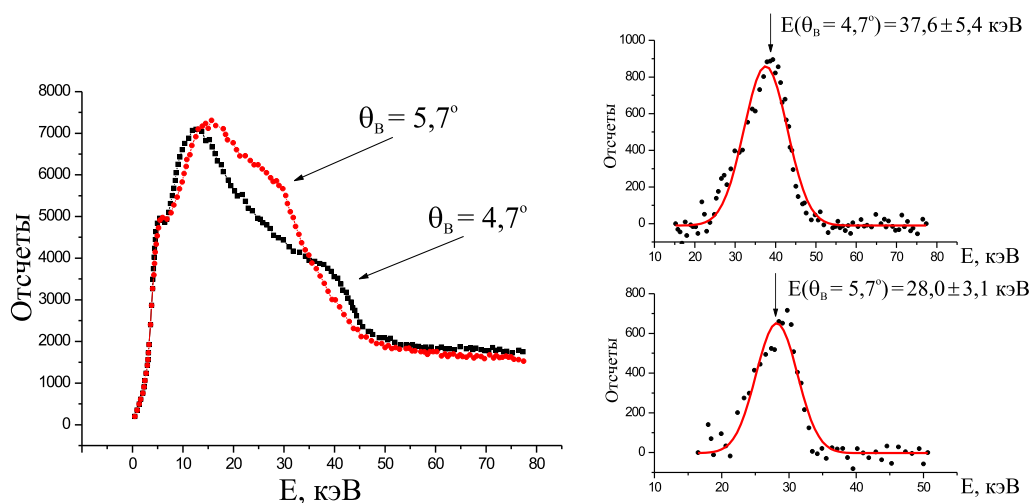 8000
7000
6000
5000
4000
3000
2000
1000
0
Отсчеты
0 10 20 30 40 50 60 70 80
E, кэВ
θB = 5,7°
θB = 4,7°
E(θB = 4,7°) = 37,6 ± 5,4 кэВ
1000
800
600
400
200
0
Отсчеты
10 20 30 40 50 60 70 80
E, кэВ
E(θB = 5,7°) = 28,0 ± 3,1 кэВ
800
600
400
200
0
Отсчеты
10 20 30 40 50
E, кэВ